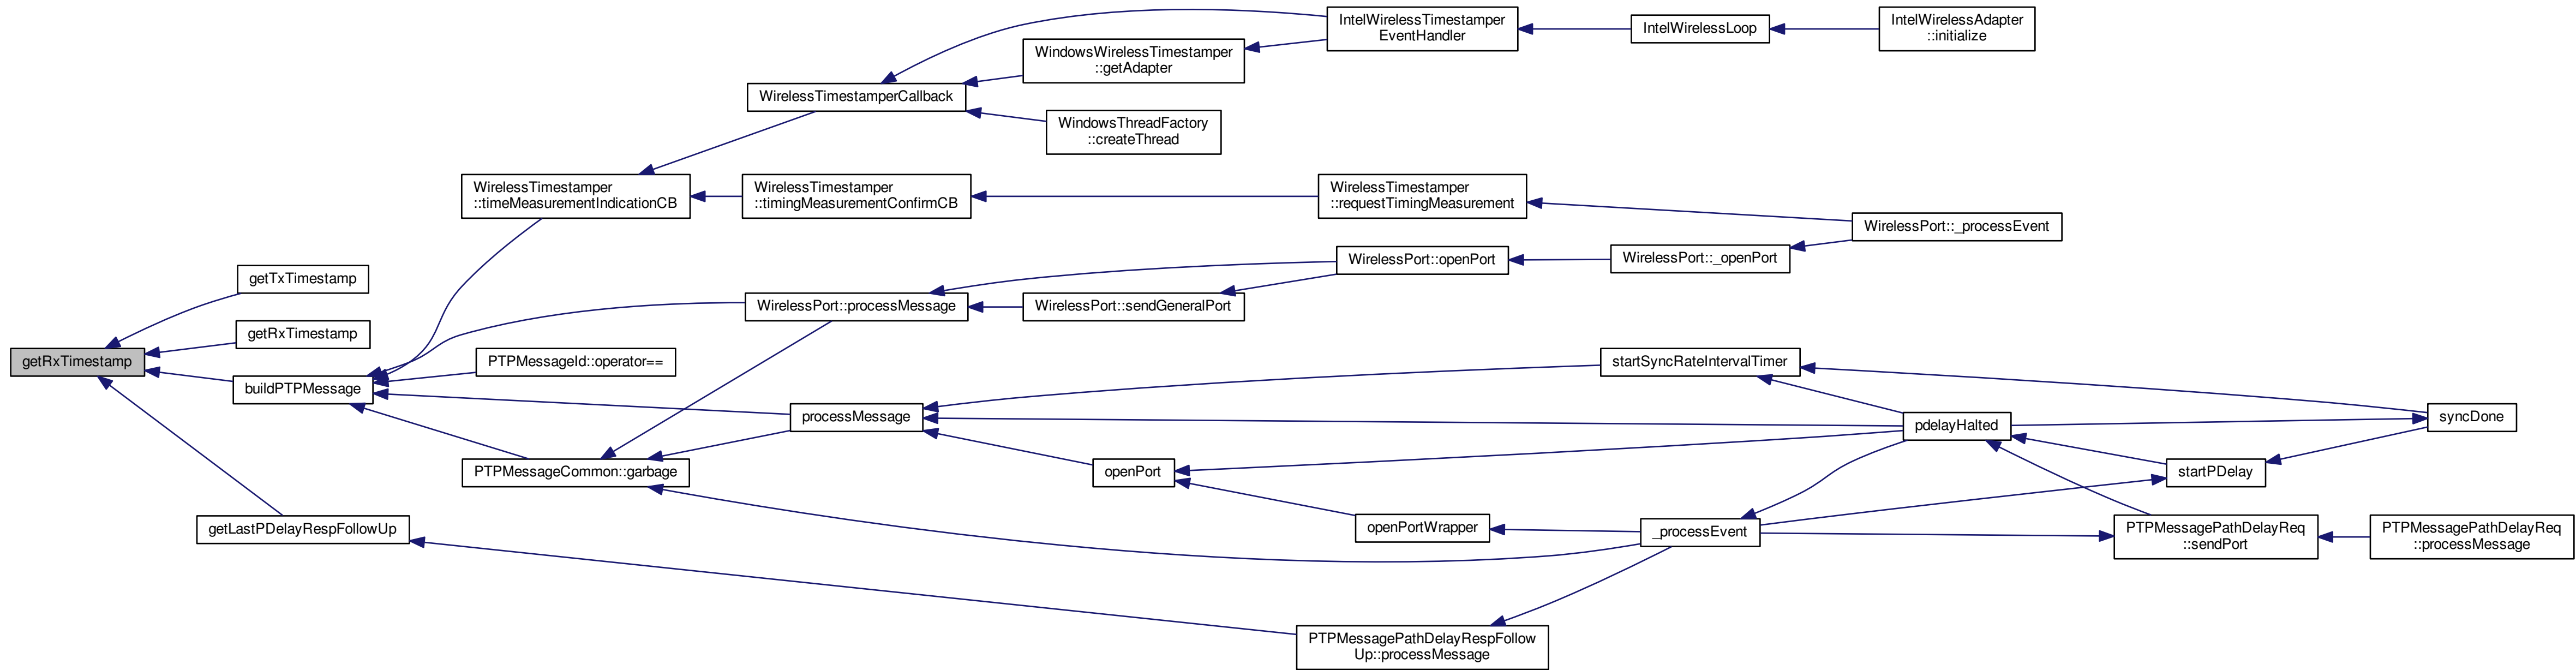 getRxTimestamp
getTxTimestamp
getRxTimestamp
buildPTPMessage
getLastPDelayRespFollowUp
WirelessTimestamper
::timeMeasurementIndicationCB
PTPMessageId::operator==
PTPMessageCommon::garbage
WirelessTimestamperCallback
WirelessTimestamper
::timingMeasurementConfirmCB
WirelessPort::processMessage
processMessage
WindowsWirelessTimestamper
::getAdapter
WindowsThreadFactory
::createThread
WirelessPort::sendGeneralPort
openPort
IntelWirelessTimestamper
EventHandler
WirelessTimestamper
::requestTimingMeasurement
WirelessPort::openPort
openPortWrapper
PTPMessagePathDelayRespFollow
Up::processMessage
IntelWirelessLoop
WirelessPort::_openPort
startSyncRateIntervalTimer
_processEvent
IntelWirelessAdapter
::initialize
WirelessPort::_processEvent
pdelayHalted
startPDelay
PTPMessagePathDelayReq
::sendPort
syncDone
PTPMessagePathDelayReq
::processMessage